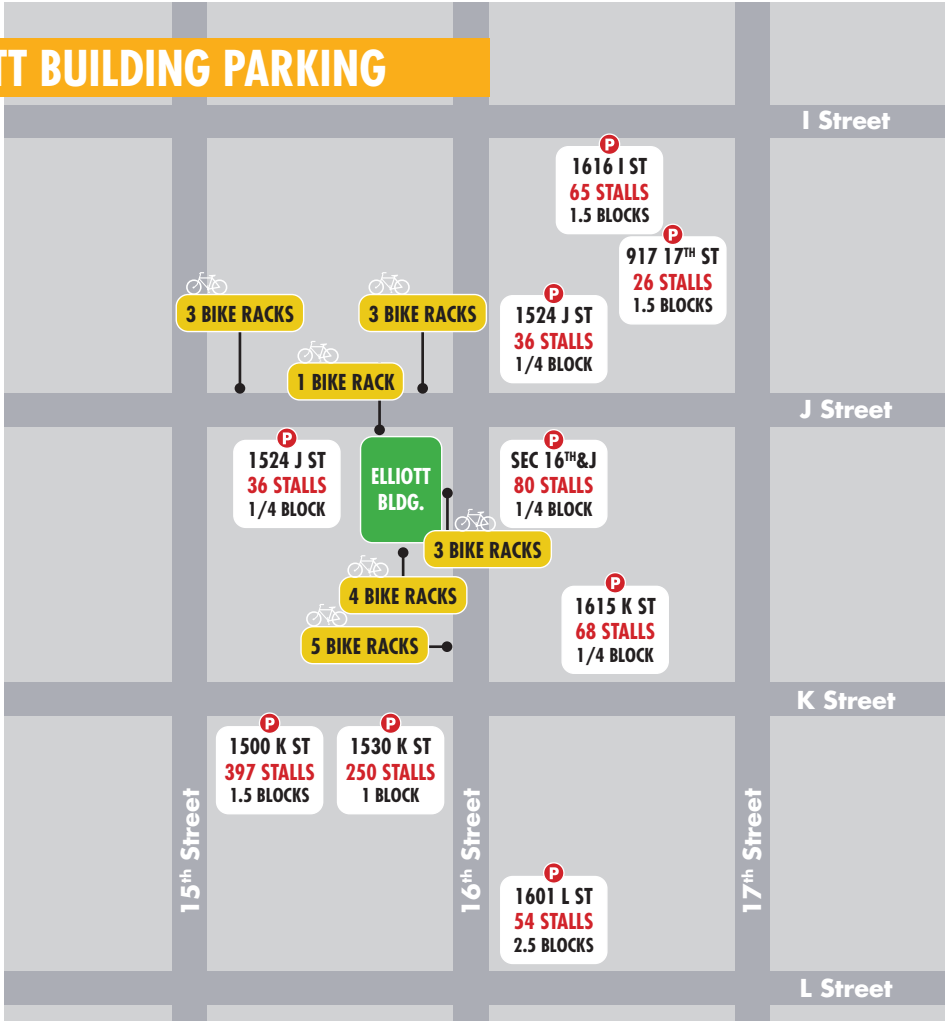 TT BUILDING PARKING
I Street
P
1616 I ST
65 STALLS
1.5 BLOCKS
P
917 17TH ST
26 STALLS
1.5 BLOCKS
3 BIKE RACKS
3 BIKE RACKS
P
1524 J ST
36 STALLS
1/4 BLOCK
1 BIKE RACK
J Street
P
1524 J ST
36 STALLS
1/4 BLOCK
ELLIOTT
BLDG.
P
SEC 16TH&J
80 STALLS
1/4 BLOCK
3 BIKE RACKS
4 BIKE RACKS
5 BIKE RACKS
P
1615 K ST
68 STALLS
1/4 BLOCK
K Street
P
1500 K ST
397 STALLS
1.5 BLOCKS
P
1530 K ST
250 STALLS
1 BLOCK
15th Street
16th Street
17th Street
P
1601 L ST
54 STALLS
2.5 BLOCKS
L Street